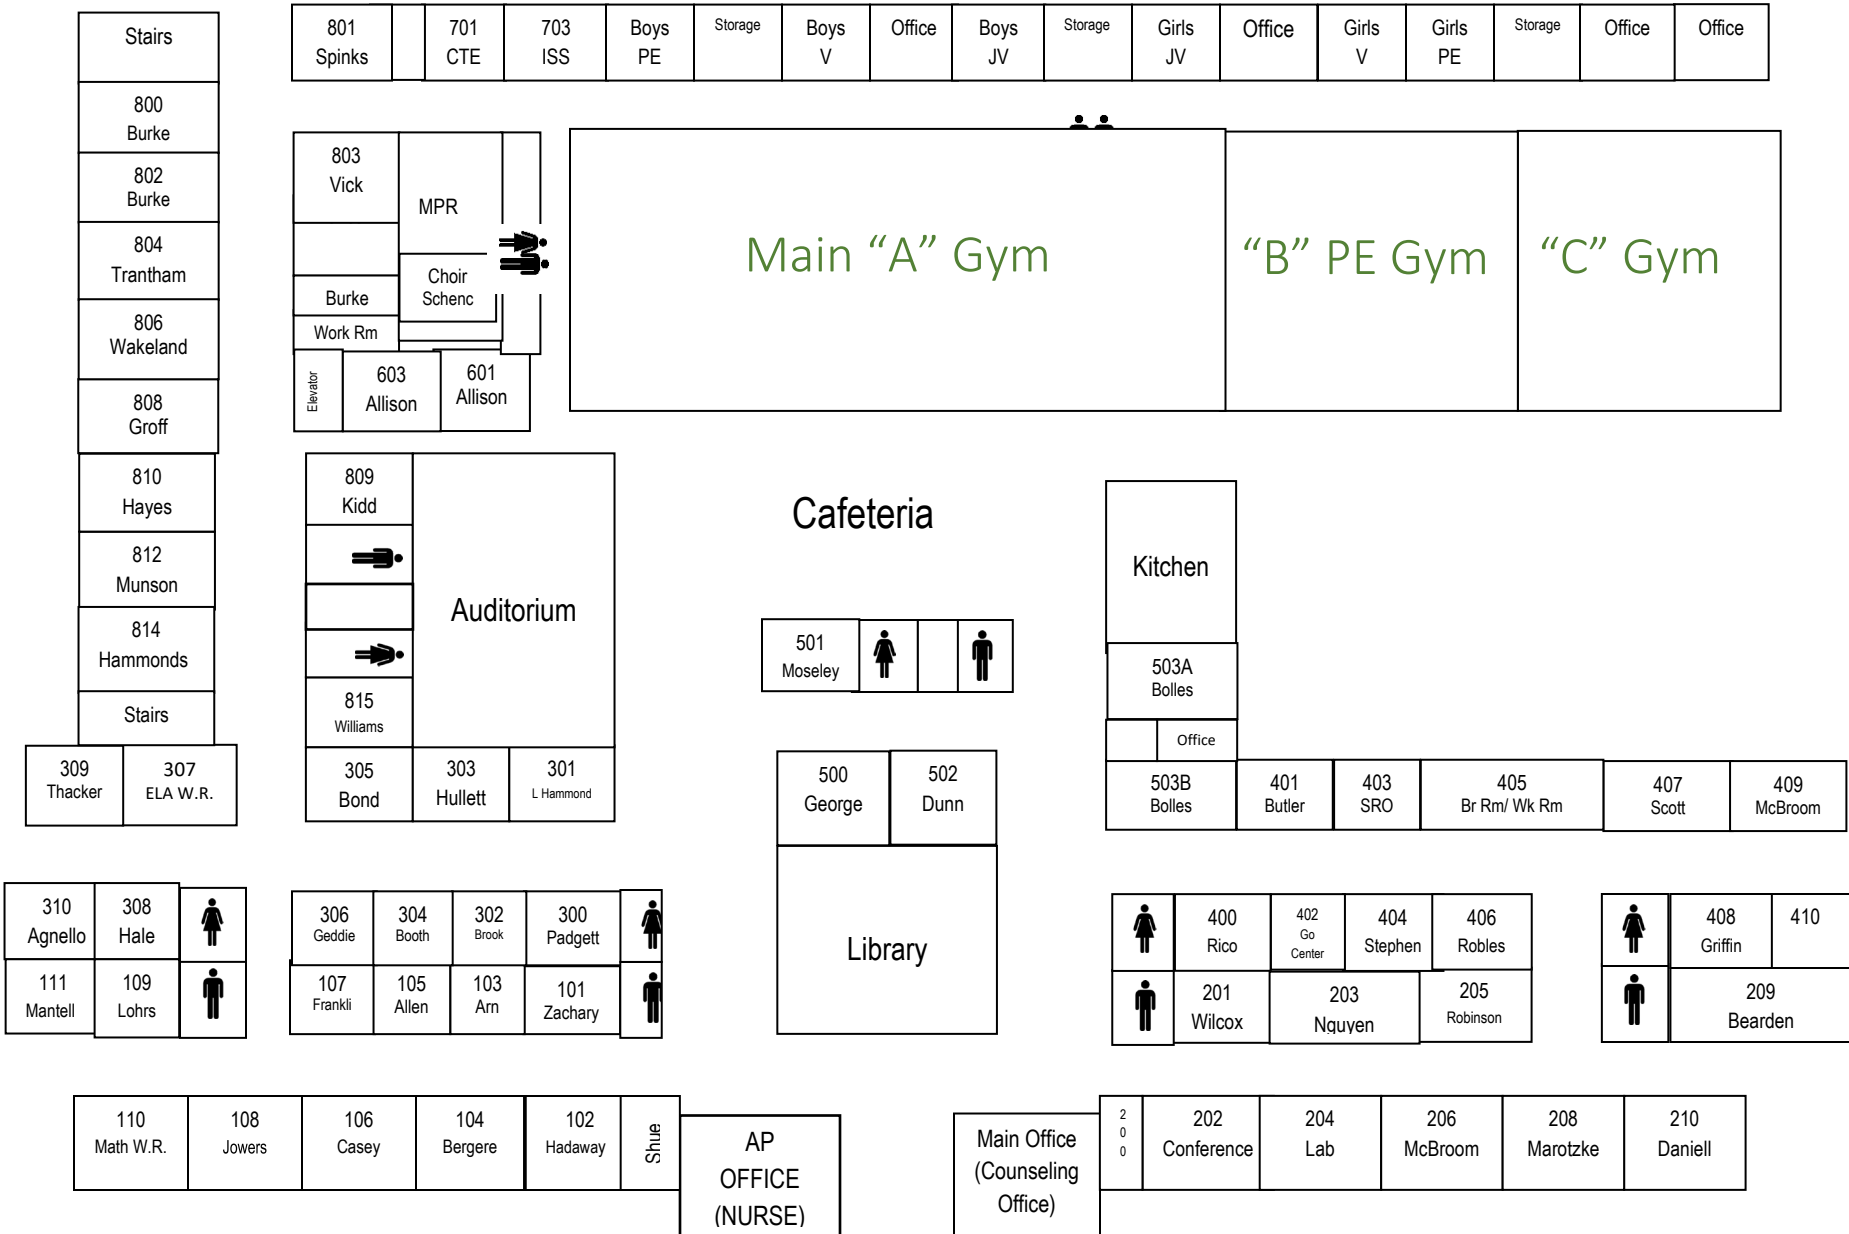 Stairs
801
Spinks
701
CTE
703
ISS
Boys
PE
Storage
Boys
V
Office
Boys
JV
Storage
Girls
JV
Office
Girls
V
Girls
PE
Storage
Office
Office
800
Burke
802
Burke
804
Trantham
806
Wakeland
808
Groff
810
Hayes
812
Munson
814
Hammonds
Stairs
309
Thacker
307
ELA W.R.
803
Vick
MPR
Choir
Schenc
Burke
Work Rm
Elevator
603
Allison
601
Allison
Main “A” Gym
“B” PE Gym
“C” Gym
809
Kidd
Auditorium
815
Williams
305
Bond
303
Hullett
301
L Hammond
Cafeteria
501
Moseley
Kitchen
503A
Bolles
Office
503B
Bolles
401
Butler
403
SRO
405
Br Rm/ Wk Rm
407
Scott
409
McBroom
500
George
502
Dunn
Library
310
Agnello
308
Hale
111
Mantell
109
Lohrs
306
Geddie
304
Booth
302
Brook
300
Padgett
107
Frankli
105
Allen
103
Arn
101
Zachary
400
Rico
402
Go
Center
404
Stephen
406
Robles
201
Wilcox
203
Nguyen
205
Robinson
408
Griffin
410
209
Bearden
110
Math W.R.
108
Jowers
106
Casey
104
Bergere
102
Hadaway
Shue
AP
OFFICE
(NURSE)
Main Office
(Counseling
Office)
2
0
0
202
Conference
204
Lab
206
McBroom
208
Marotzke
210
Daniell